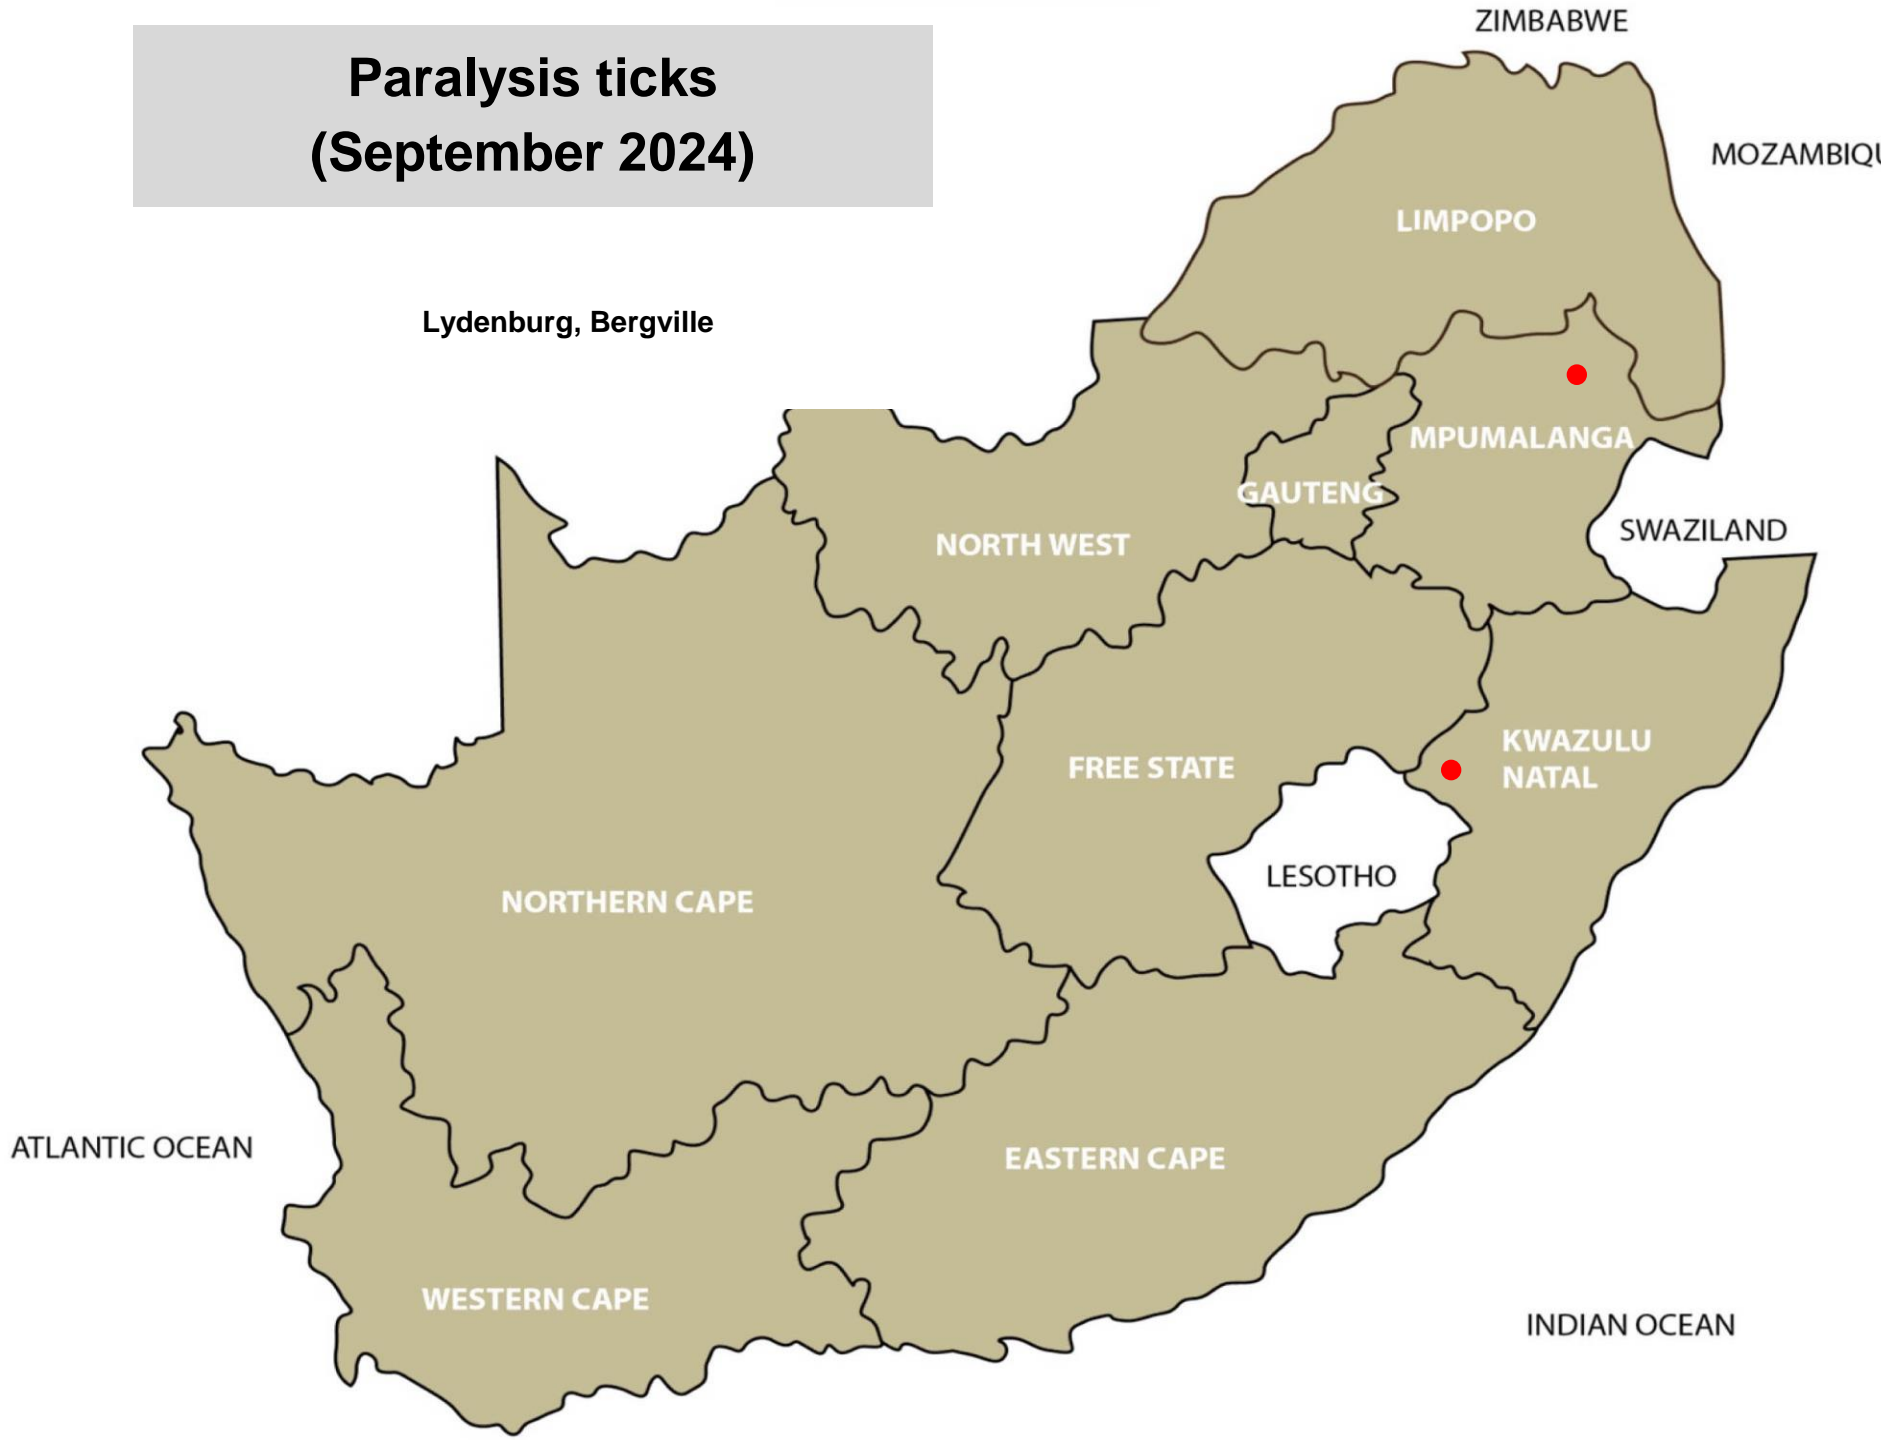 ZIMBABWE
Paralysis ticks
(September 2024)
MOZAMBIQU
LIMPOPO
Lydenburg, Bergville
MPUMALANGA
GAUTENG
SWAZILAND
NORTH WEST
KWAZULU
NATAL
FREE STATE
LESOTHO
NORTHERN CAPE
ATLANTIC OCEAN
EASTERN CAPE
WESTERN CAPE
INDIAN OCEAN